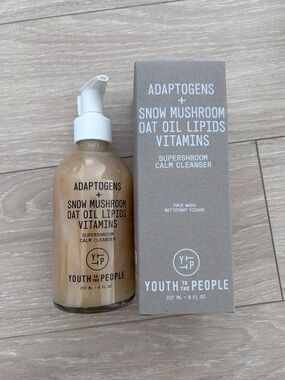 ADAPTOGENS
+
SNOW MUSHROOM
OAT OIL LIPIDS
VITAMINS
SUPERSHROOM
CALM CLEANSER
Y T T P
YOUTH TO THE PEOPLE
237 ML • 8 FL OZ
ADAPTOGENS
+
SNOW MUSHROOM
OAT OIL LIPIDS
VITAMINS
SUPERSHROOM
CALM CLEANSER
FACE WASH
NETTOYANT VISAGE
Y T T P
YOUTH TO THE PEOPLE
237 ML • 8 FL OZ